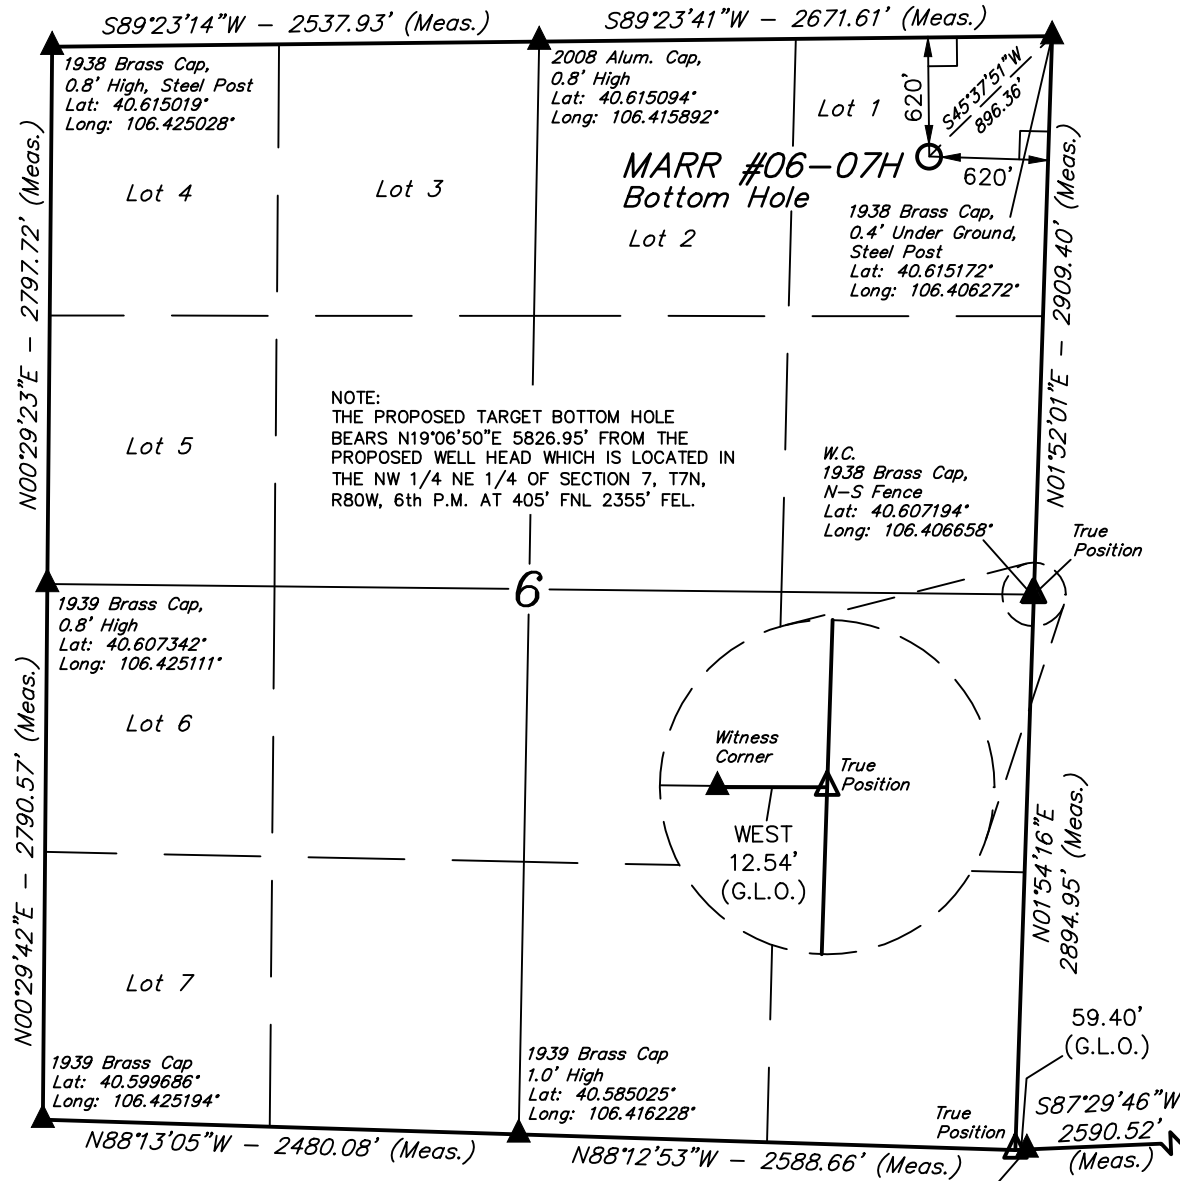 S89°23'14"W - 2537.93' (Meas.)
S89°23'41"W - 2671.61' (Meas.)
1938 Brass Cap,
0.8' High, Steel Post
Lat: 40.615019°
Long: 106.425028°
2008 Alum. Cap,
0.8' High
Lat: 40.615094°
Long: 106.415892°
Lot 1
620'
S45°37'51"W
896.36'
620'
MARR #06-07H
Bottom Hole
Lot 4
Lot 3
Lot 2
1938 Brass Cap,
0.4' Under Ground,
Steel Post
Lat: 40.615172°
Long: 106.406272°
N00°29'23"E - 2797.72' (Meas.)
N01°52'01"E - 2909.40' (Meas.)
NOTE:
THE PROPOSED TARGET BOTTOM HOLE
BEARS N19°06'50"E 5826.95' FROM THE
PROPOSED WELL HEAD WHICH IS LOCATED IN
THE NW 1/4 NE 1/4 OF SECTION 7, T7N,
R80W, 6th P.M. AT 405' FNL 2355' FEL.
Lot 5
W.C.
1938 Brass Cap,
N-S Fence
Lat: 40.607194°
Long: 106.406658°
True
Position
6
1939 Brass Cap,
0.8' High
Lat: 40.607342°
Long: 106.425111°
Lot 6
Witness
Corner
True
Position
WEST
12.54'
(G.L.O.)
N00°29'42"E - 2790.57' (Meas.)
N01°54'16"E
2894.95' (Meas.)
Lot 7
59.40'
(G.L.O.)
1939 Brass Cap
Lat: 40.599686°
Long: 106.425194°
1939 Brass Cap
1.0' High
Lat: 40.585025°
Long: 106.416228°
True
Position
S87°29'46"W
2590.52'
(Meas.)
N88°13'05"W - 2480.08' (Meas.)
N88°12'53"W - 2588.66' (Meas.)